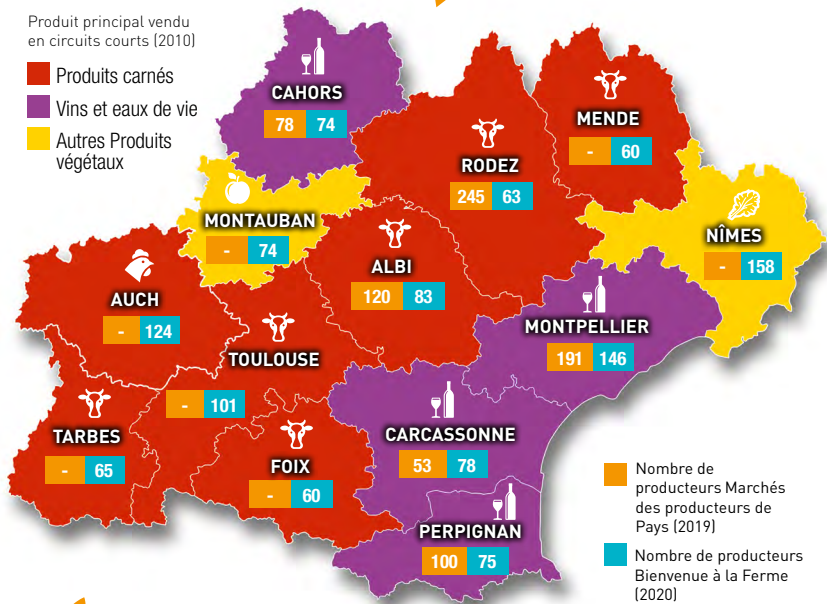 Produit principal vendu
en circuits courts (2010)
Produits carnés
Vins et eaux de vie
Autres Produits
végétaux
CAHORS
78 74
MENDE
- 60
RODEZ
245 63
MONTAUBAN
- 74
NÎMES
- 158
ALBI
120 83
AUCH
- 124
MONTPELLIER
191 146
TOULOUSE
- 101
TARBES
- 65
CARCASSONNE
53 78
FOIX
- 60
PERPIGNAN
100 75
Nombre de
producteurs Marchés
des producteurs de
Pays (2019)
Nombre de producteurs
Bienvenue à la Ferme
(2020)